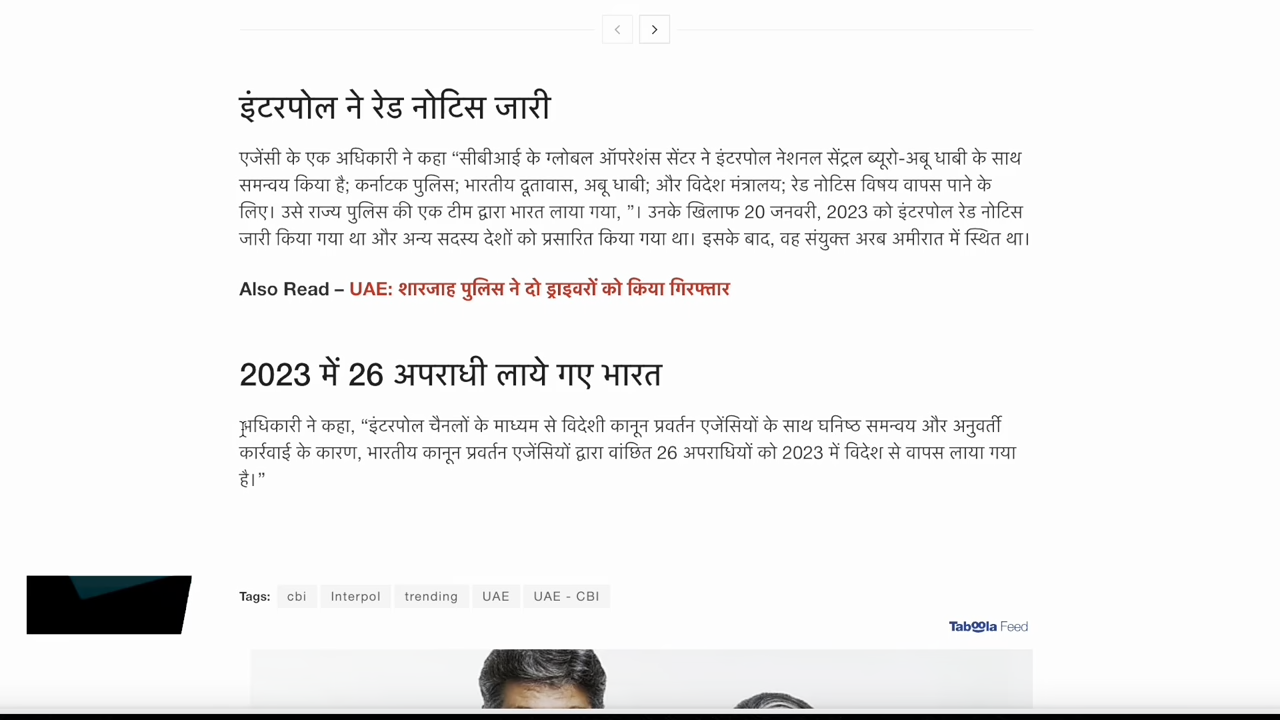 इंटरपोल ने रेड नोटिस जारी
एजेंसी के एक अधिकारी ने कहा “सीबीआई के ग्लोबल ऑपरेशंस सेंटर ने इंटरपोल नेशनल सेंट्रल ब्यूरो-अबू धाबी के साथ
समन्वय किया है; कर्नाटक पुलिस; भारतीय दूतावास, अबू धाबी; और विदेश मंत्रालय; रेड नोटिस विषय वापस पाने के
लिए। उसे राज्य पुलिस की एक टीम द्वारा भारत लाया गया, ”। उनके खिलाफ 20 जनवरी, 2023 को इंटरपोल रेड नोटिस
जारी किया गया था और अन्य सदस्य देशों को प्रसारित किया गया था। इसके बाद, वह संयुक्त अरब अमीरात में स्थित था।
Also Read – UAE: शारजाह पुलिस ने दो ड्राइवरों को किया गिरफ्तार
2023 में 26 अपराधी लाये गए भारत
अधिकारी ने कहा, “इंटरपोल चैनलों के माध्यम से विदेशी कानून प्रवर्तन एजेंसियों के साथ घनिष्ठ समन्वय और अनुवर्ती
कार्रवाई के कारण, भारतीय कानून प्रवर्तन एजेंसियों द्वारा वांछित 26 अपराधियों को 2023 में विदेश से वापस लाया गया
है।”
Tags: cbi Interpol trending UAE UAE - CBI
Taboola Feed